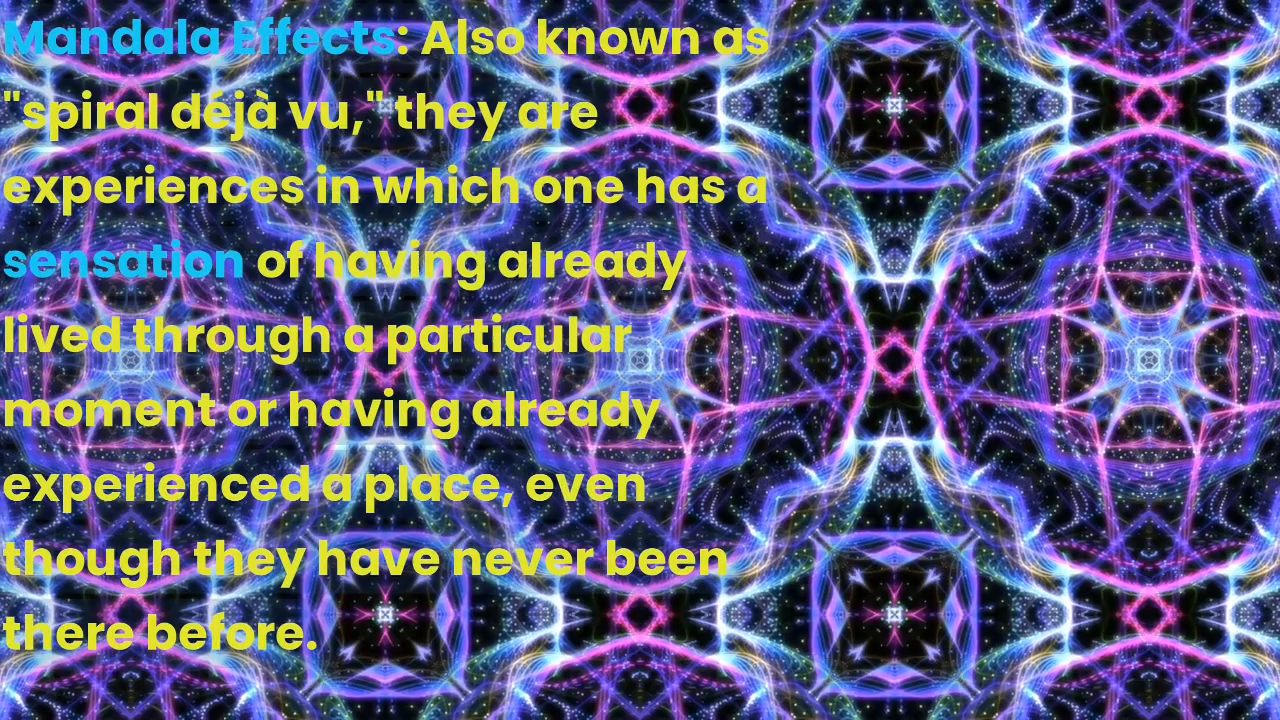 Mandala Effects: Also known as
"spiral déjà vu," they are
experiences in which one has a
sensation of having already
lived through a particular
moment or having already
experienced a place, even
though they have never been
there before.